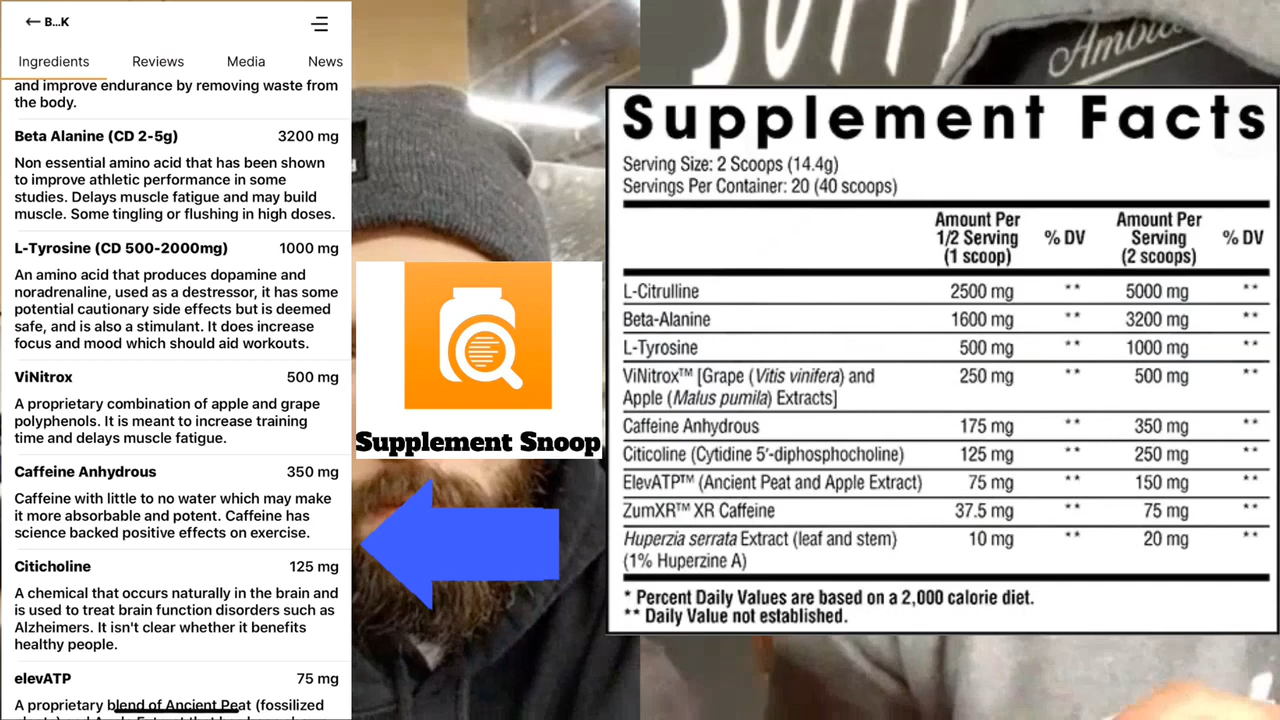 ← B...K
Ingredients Reviews Media News
and improve endurance by removing waste from
the body.
Beta Alanine (CD 2-5g) 3200 mg
Non essential amino acid that has been shown
to improve athletic performance in some
studies. Delays muscle fatigue and may build
muscle. Some tingling or flushing in high doses.
L-Tyrosine (CD 500-2000mg) 1000 mg
An amino acid that produces dopamine and
noradrenaline, used as a destressor, it has some
potential cautionary side effects but is deemed
safe, and is also a stimulant. It does increase
focus and mood which should aid workouts.
ViNitrox 500 mg
A proprietary combination of apple and grape
polyphenols. It is meant to increase training
time and delays muscle fatigue.
Caffeine Anhydrous 350 mg
Caffeine with little to no water which may make
it more absorbable and potent. Caffeine has
science backed positive effects on exercise.
Citicholine 125 mg
A chemical that occurs naturally in the brain and
is used to treat brain function disorders such as
Alzheimers. It isn't clear whether it benefits
healthy people.
elevATP 75 mg
A proprietary blend of Ancient Peat (fossilized
Supplement Snoop
Supplement Facts
Serving Size: 2 Scoops (14.4g)
Servings Per Container: 20 (40 scoops)
Amount Per Amount Per
1/2 Serving % DV Serving % DV
(1 scoop) (2 scoops)
L-Citrulline 2500 mg ** 5000 mg **
Beta-Alanine 1600 mg ** 3200 mg **
L-Tyrosine 500 mg ** 1000 mg **
ViNitrox™ [Grape (Vitis vinifera) and 250 mg ** 500 mg **
Apple (Malus pumila) Extracts]
Caffeine Anhydrous 175 mg ** 350 mg **
Citicoline (Cytidine 5′-diphosphocholine) 125 mg ** 250 mg **
ElevATP™ (Ancient Peat and Apple Extract) 75 mg ** 150 mg **
ZumXR™ XR Caffeine 37.5 mg ** 75 mg **
Huperzia serrata Extract (leaf and stem) 10 mg ** 20 mg **
(1% Huperzine A)
* Percent Daily Values are based on a 2,000 calorie diet.
** Daily Value not established.